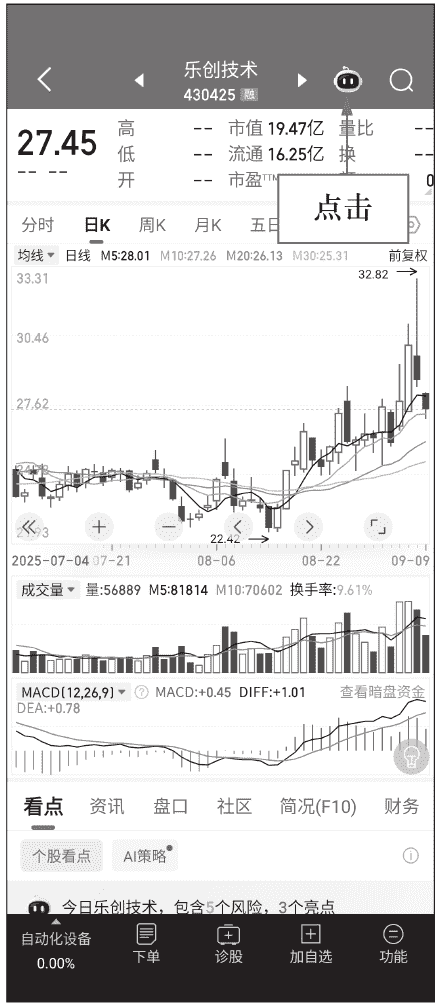 乐创技术
430425 融
27.45
-- --
高 -- 市值 19.47亿 量比 --
低 -- 流通 16.25亿 换 --
开 -- 市盈TTM 0
点击
分时 日K 周K 月K 五日
均线 日线 M5:28.01 M10:27.26 M20:26.13 M30:25.31 前复权
33.31
32.82
30.46
27.62
22.42
2025-07-04 07-21 08-06 08-22 09-09
成交量 量:56889 M5:81814 M10:70602 换手率:9.61%
MACD(12,26,9) MACD:+0.45 DIFF:+1.01 查看暗盘资金
DEA:+0.78
看点 资讯 盘口 社区 简况(F10) 财务
个股看点 AI策略
今日乐创技术，包含5个风险，3个亮点
自动化设备 下单 诊股 加自选 功能
0.00%